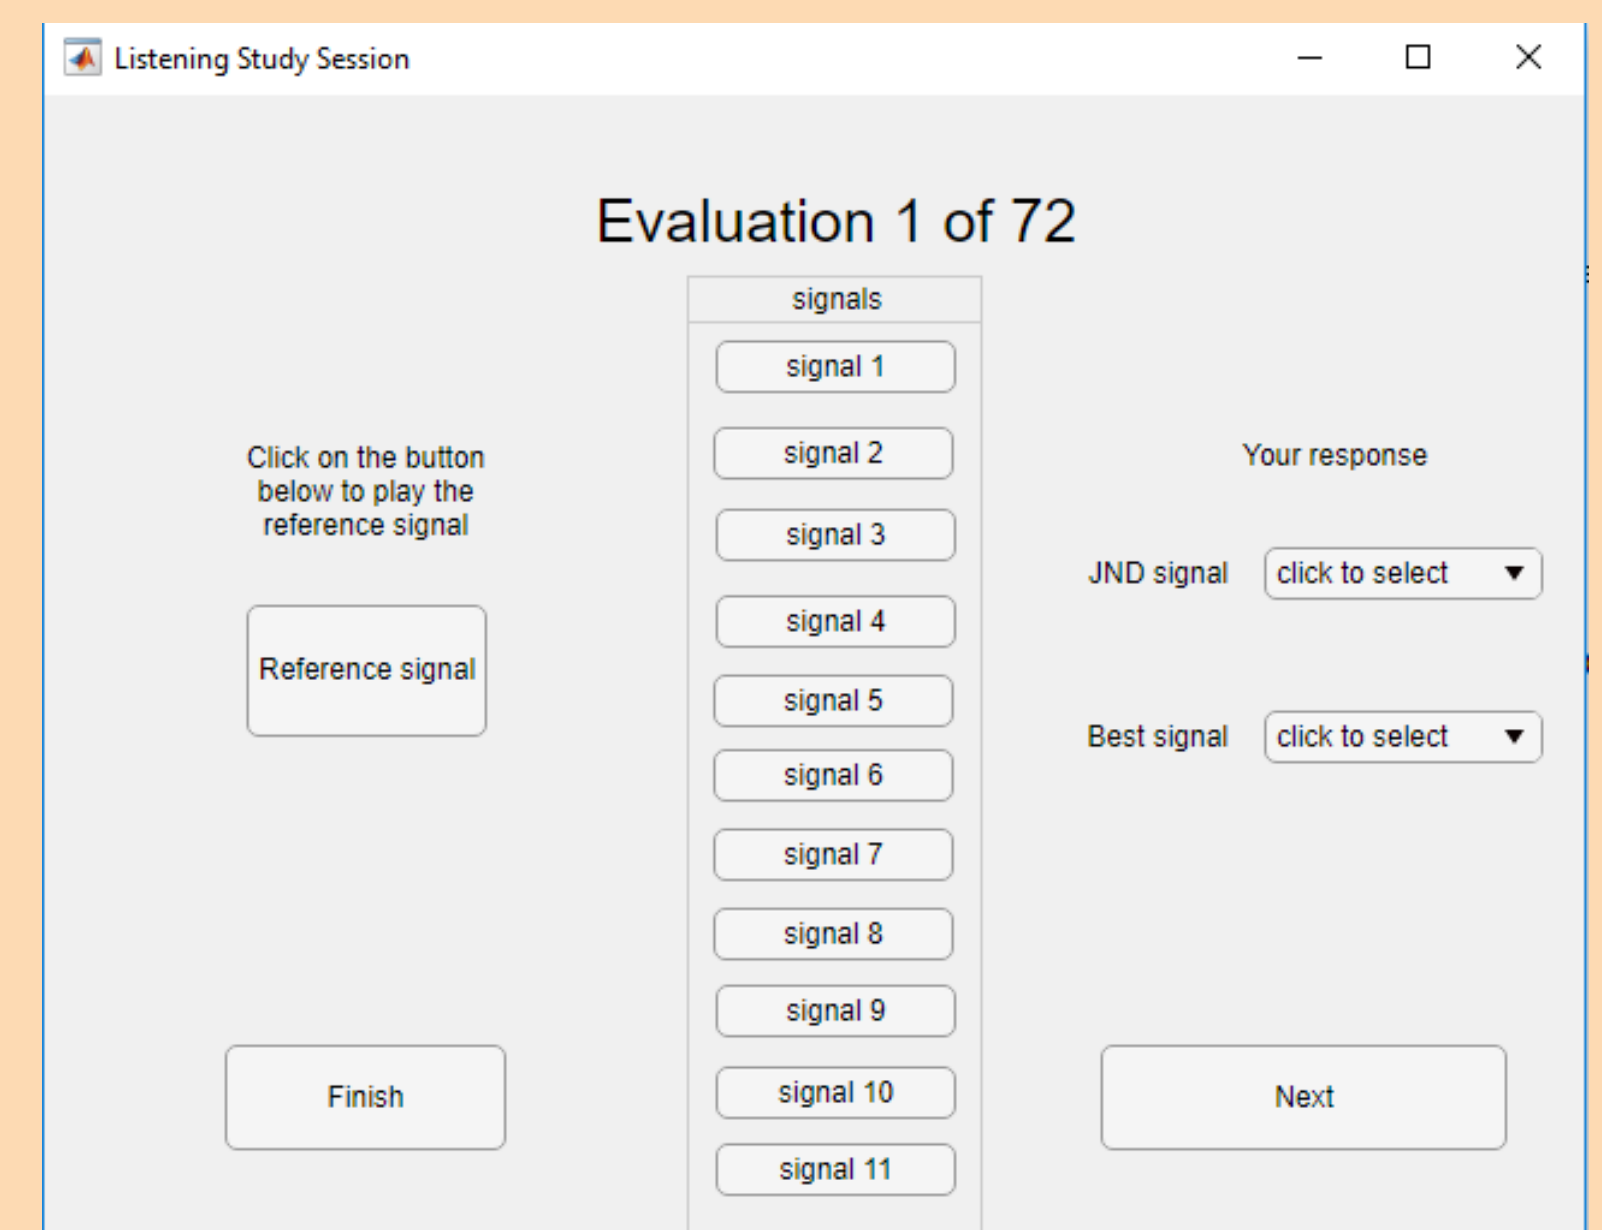 Listening Study Session
Evaluation 1 of 72
signals
signal 1
signal 2
signal 3
signal 4
signal 5
signal 6
signal 7
signal 8
signal 9
signal 10
signal 11
Click on the button
below to play the
reference signal
Reference signal
Finish
Your response
JND signal click to select
Best signal click to select
Next